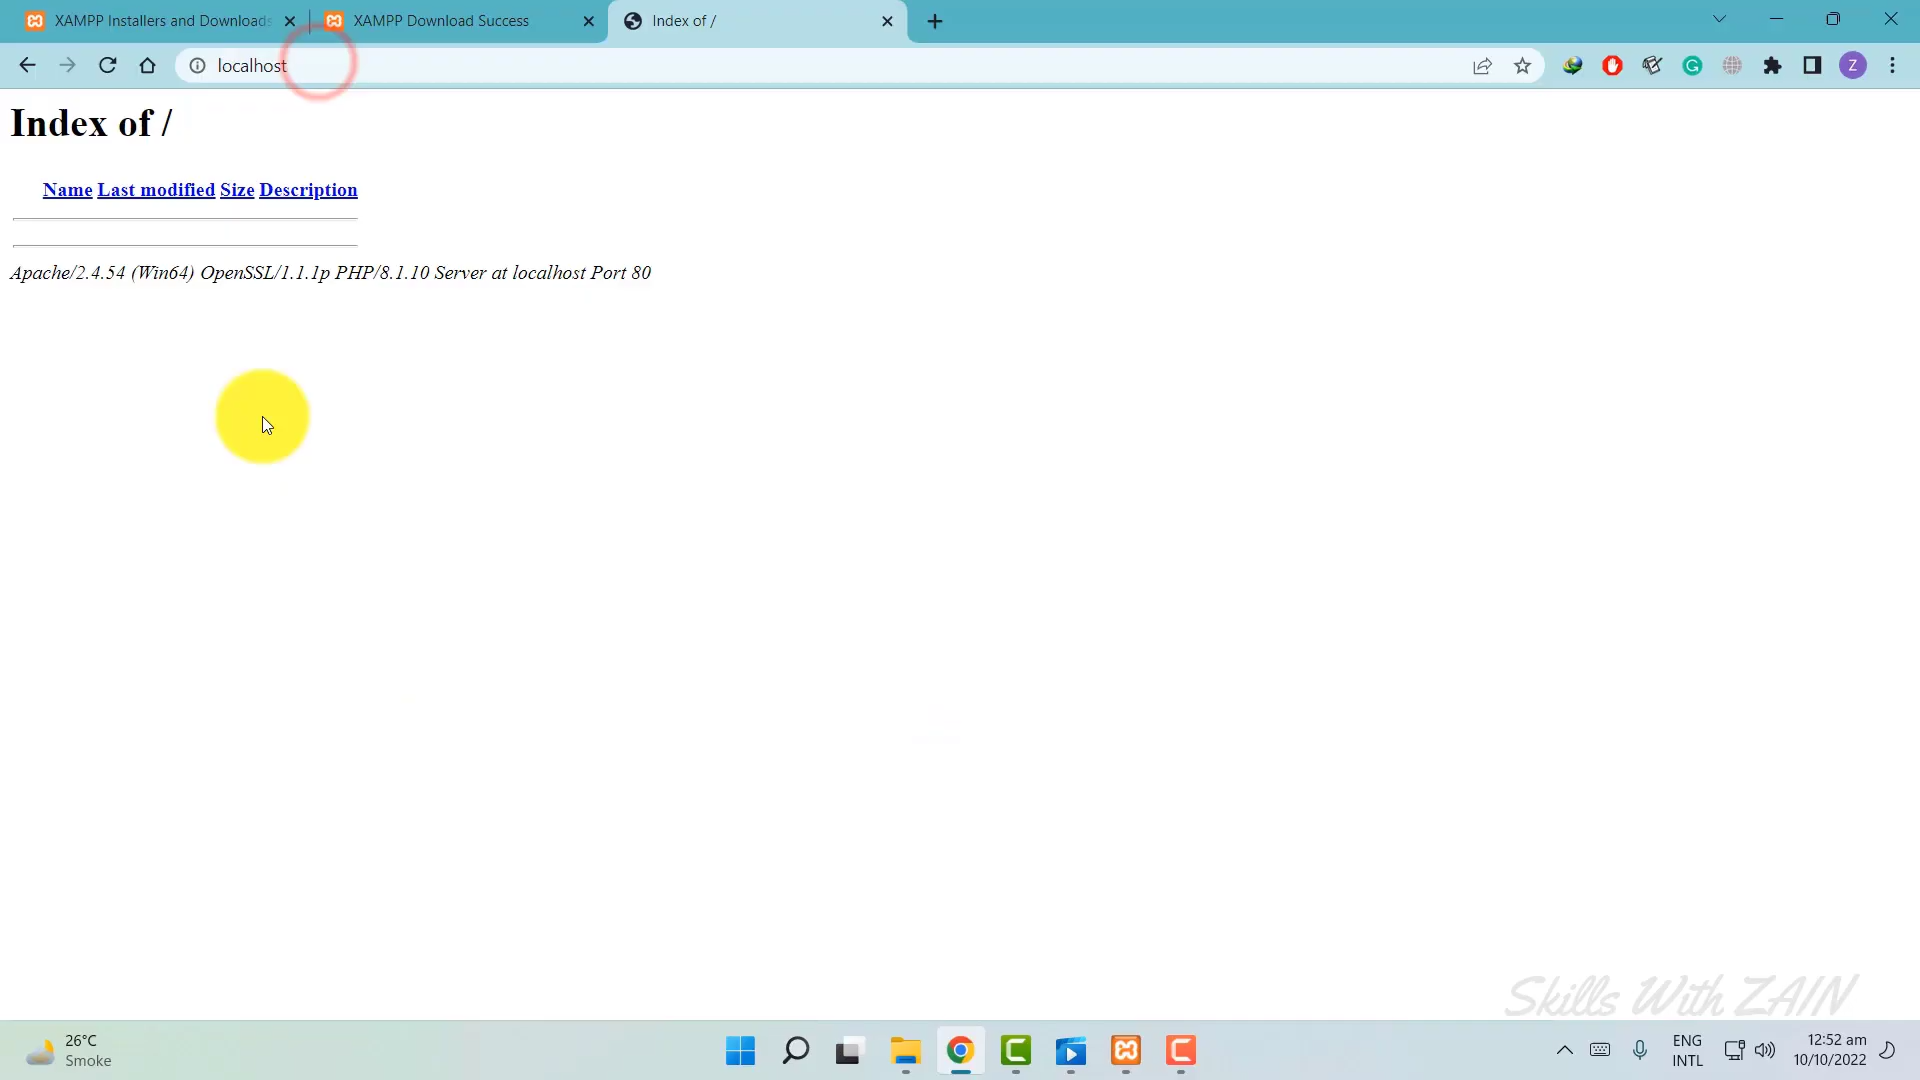 XAMPP Installers and Downloads
XAMPP Download Success
Index of /
localhost
Z
Index of /
Name Last modified Size Description
Apache/2.4.54 (Win64) OpenSSL/1.1.1p PHP/8.1.10 Server at localhost Port 80
Skills With ZAIN
26°C
Smoke
ENG
INTL
12:52 am
10/10/2022